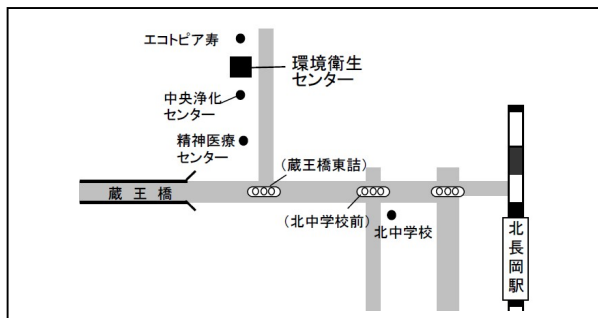 エコトピア寿
環境衛生
センター
中央浄化
センター
精神医療
センター
（蔵王橋東詰）
蔵王橋
（北中学校前）
北中学校
北長岡駅